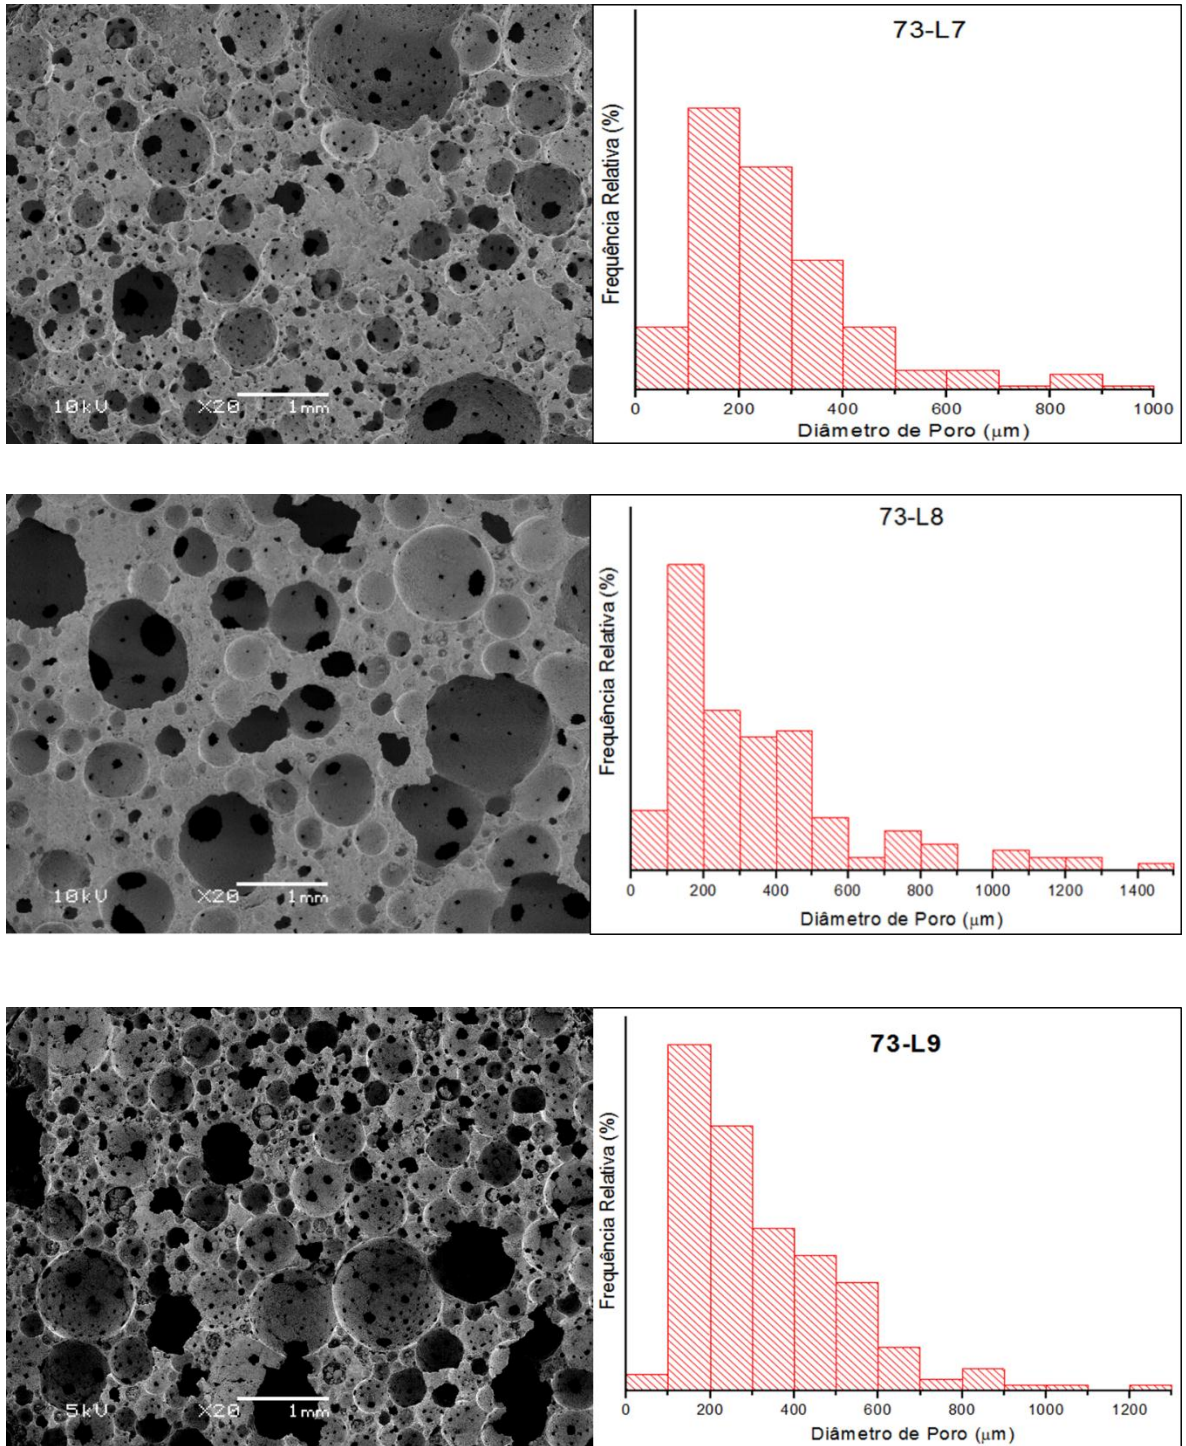 73-L7
Frequência Relativa (%)
0 200 400 600 800 1000
Diâmetro de Poro (μm)
10kV X20 1mm
73-L8
Frequência Relativa (%)
0 200 400 600 800 1000 1200 1400
Diâmetro de Poro (μm)
10kV X20 1mm
73-L9
Frequência Relativa (%)
0 200 400 600 800 1000 1200
Diâmetro de Poro (μm)
5kV X20 1mm